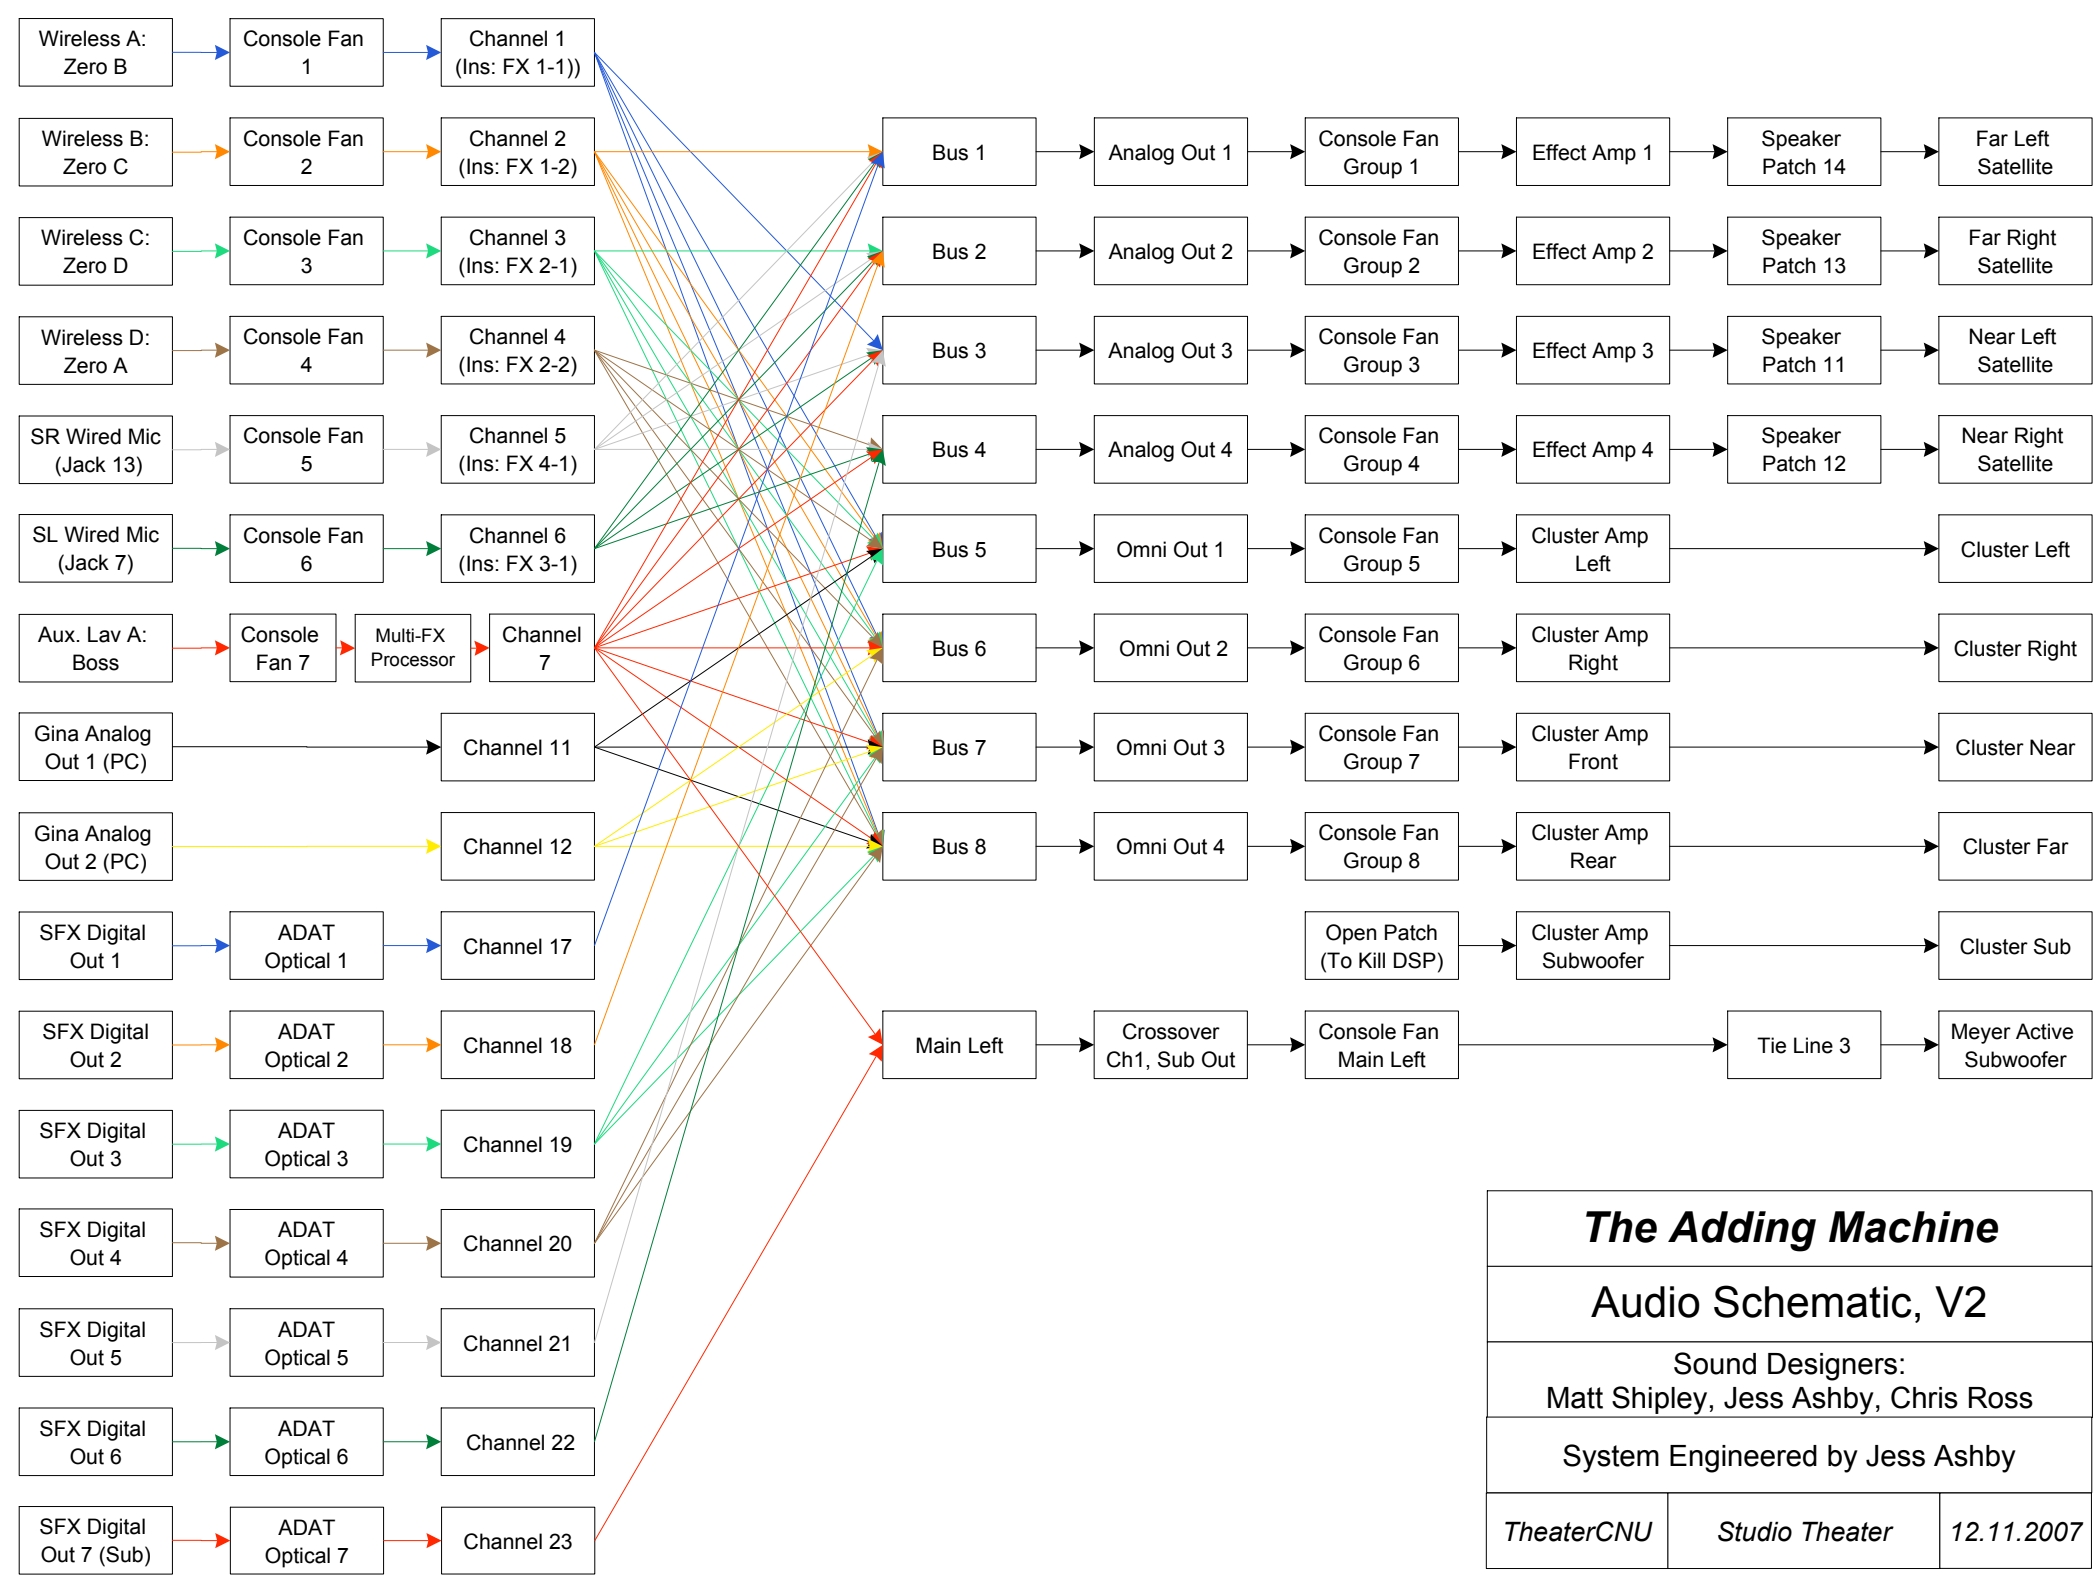 Wireless A:
Zero B
Console Fan
1
Channel 1
(Ins: FX 1-1))
Wireless B:
Zero C
Console Fan
2
Channel 2
(Ins: FX 1-2)
Bus 1
Analog Out 1
Console Fan
Group 1
Effect Amp 1
Speaker
Patch 14
Far Left
Satellite
Wireless C:
Zero D
Console Fan
3
Channel 3
(Ins: FX 2-1)
Bus 2
Analog Out 2
Console Fan
Group 2
Effect Amp 2
Speaker
Patch 13
Far Right
Satellite
Wireless D:
Zero A
Console Fan
4
Channel 4
(Ins: FX 2-2)
Bus 3
Analog Out 3
Console Fan
Group 3
Effect Amp 3
Speaker
Patch 11
Near Left
Satellite
SR Wired Mic
(Jack 13)
Console Fan
5
Channel 5
(Ins: FX 4-1)
Bus 4
Analog Out 4
Console Fan
Group 4
Effect Amp 4
Speaker
Patch 12
Near Right
Satellite
SL Wired Mic
(Jack 7)
Console Fan
6
Channel 6
(Ins: FX 3-1)
Bus 5
Omni Out 1
Console Fan
Group 5
Cluster Amp
Left
Cluster Left
Aux. Lav A:
Boss
Console
Fan 7
Multi-FX
Processor
Channel
7
Bus 6
Omni Out 2
Console Fan
Group 6
Cluster Amp
Right
Cluster Right
Gina Analog
Out 1 (PC)
Channel 11
Bus 7
Omni Out 3
Console Fan
Group 7
Cluster Amp
Front
Cluster Near
Gina Analog
Out 2 (PC)
Channel 12
Bus 8
Omni Out 4
Console Fan
Group 8
Cluster Amp
Rear
Cluster Far
SFX Digital
Out 1
ADAT
Optical 1
Channel 17
Open Patch
(To Kill DSP)
Cluster Amp
Subwoofer
Cluster Sub
SFX Digital
Out 2
ADAT
Optical 2
Channel 18
Main Left
Crossover
Ch1, Sub Out
Console Fan
Main Left
Tie Line 3
Meyer Active
Subwoofer
SFX Digital
Out 3
ADAT
Optical 3
Channel 19
SFX Digital
Out 4
ADAT
Optical 4
Channel 20
SFX Digital
Out 5
ADAT
Optical 5
Channel 21
SFX Digital
Out 6
ADAT
Optical 6
Channel 22
SFX Digital
Out 7 (Sub)
ADAT
Optical 7
Channel 23
The Adding Machine
Audio Schematic, V2
Sound Designers:
Matt Shipley, Jess Ashby, Chris Ross
System Engineered by Jess Ashby
TheaterCNU
Studio Theater
12.11.2007